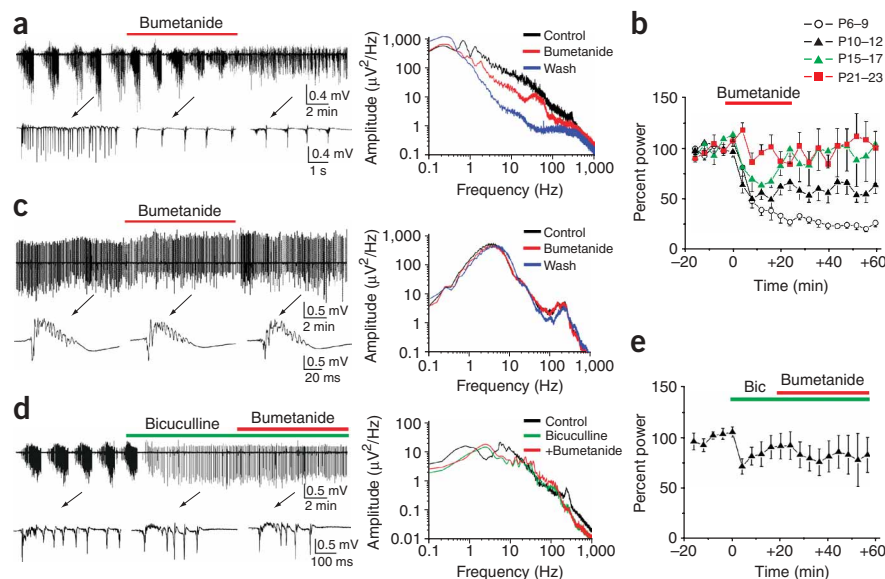 a
Bumetanide
0.4 mV
2 min
0.4 mV
1 s
Amplitude (μV²/Hz)
1,000
100
10
1
0.1
Control
Bumetanide
Wash
0.1 1 10 100 1,000
Frequency (Hz)
b
P6–9
P10–12
P15–17
P21–23
Bumetanide
Percent power
150
100
50
0
–20 0 +20 +40 +60
Time (min)
c
Bumetanide
0.5 mV
2 min
0.5 mV
20 ms
Amplitude (μV²/Hz)
1,000
100
10
1
0.1
Control
Bumetanide
Wash
0.1 1 10 100 1,000
Frequency (Hz)
d
Bicuculline
Bumetanide
0.5 mV
2 min
0.5 mV
100 ms
Amplitude (μV²/Hz)
1,000
100
10
1
0.1
0.01
Control
Bicuculline
+Bumetanide
0.1 1 10 100 1,000
Frequency (Hz)
e
Bic
Bumetanide
Percent power
150
100
50
0
–20 0 +20 +40 +60
Time (min)